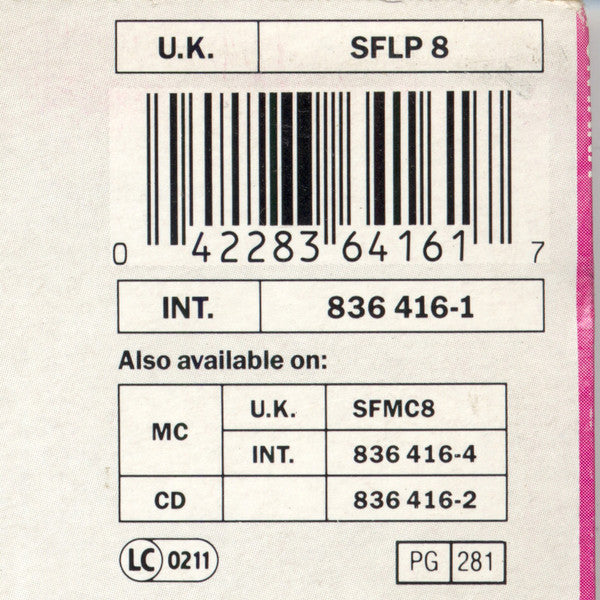 U.K. SFLP 8
0 42283 64161 7
INT. 836 416-1
Also available on:
MC U.K. SFMC8
INT. 836 416-4
CD 836 416-2
LC 0211 PG 281